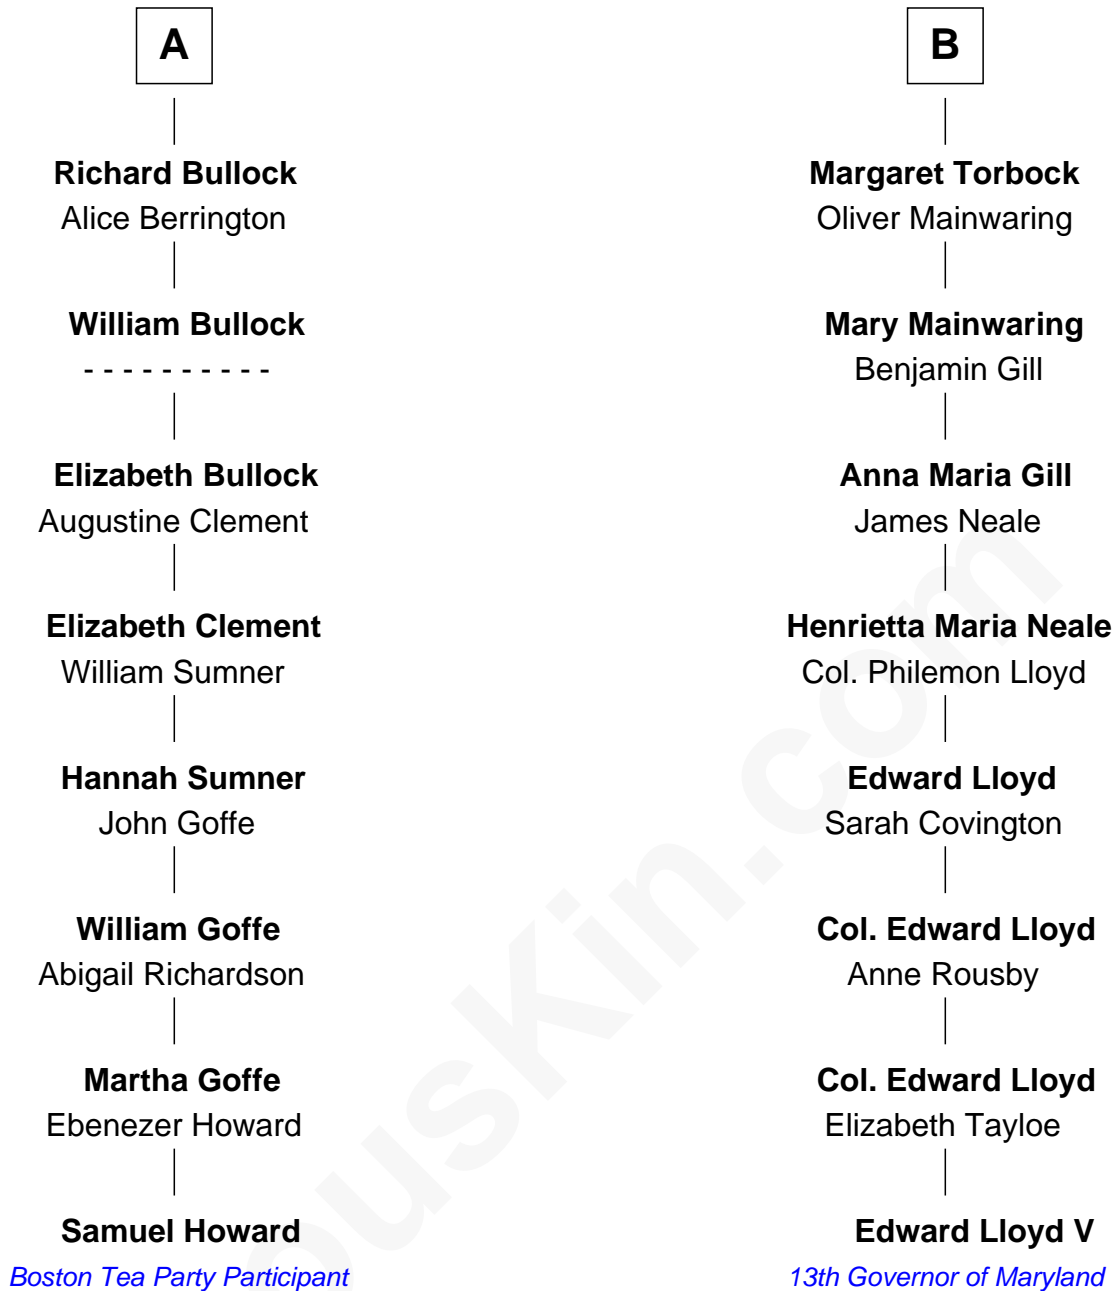 A
Richard Bullock
Alice Berrington
William Bullock
- - - - - - - - - -
Elizabeth Bullock
Augustine Clement
Elizabeth Clement
William Sumner
Hannah Sumner
John Goffe
William Goffe
Abigail Richardson
Martha Goffe
Ebenezer Howard
Samuel Howard
Boston Tea Party Participant
B
Margaret Torbock
Oliver Mainwaring
Mary Mainwaring
Benjamin Gill
Anna Maria Gill
James Neale
Henrietta Maria Neale
Col. Philemon Lloyd
Edward Lloyd
Sarah Covington
Col. Edward Lloyd
Anne Rousby
Col. Edward Lloyd
Elizabeth Tayloe
Edward Lloyd V
13th Governor of Maryland
ousKin.com